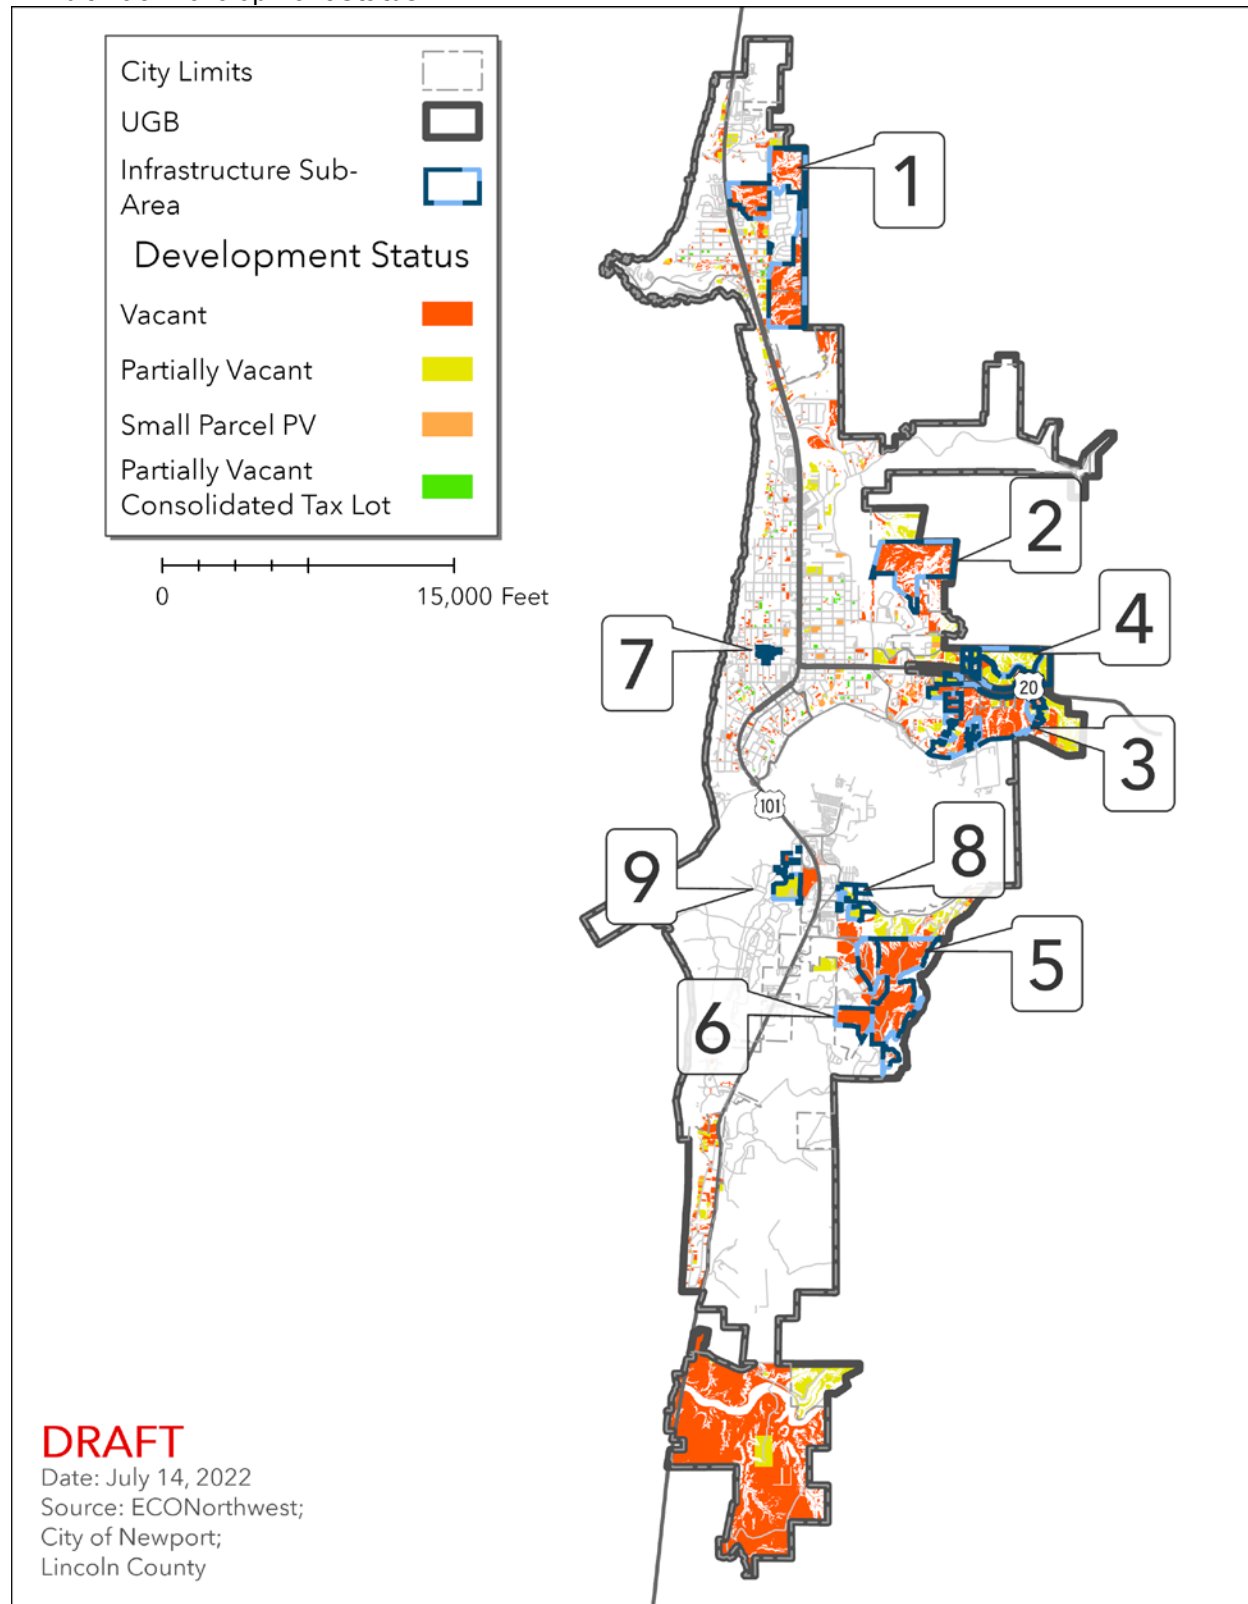 City Limits
UGB
Infrastructure Sub-
Area
Development Status
Vacant
Partially Vacant
Small Parcel PV
Partially Vacant
Consolidated Tax Lot
0
15,000 Feet
1
2
4
7
20
3
101
8
9
5
6
DRAFT
Date: July 14, 2022
Source: ECONorthwest;
City of Newport;
Lincoln County